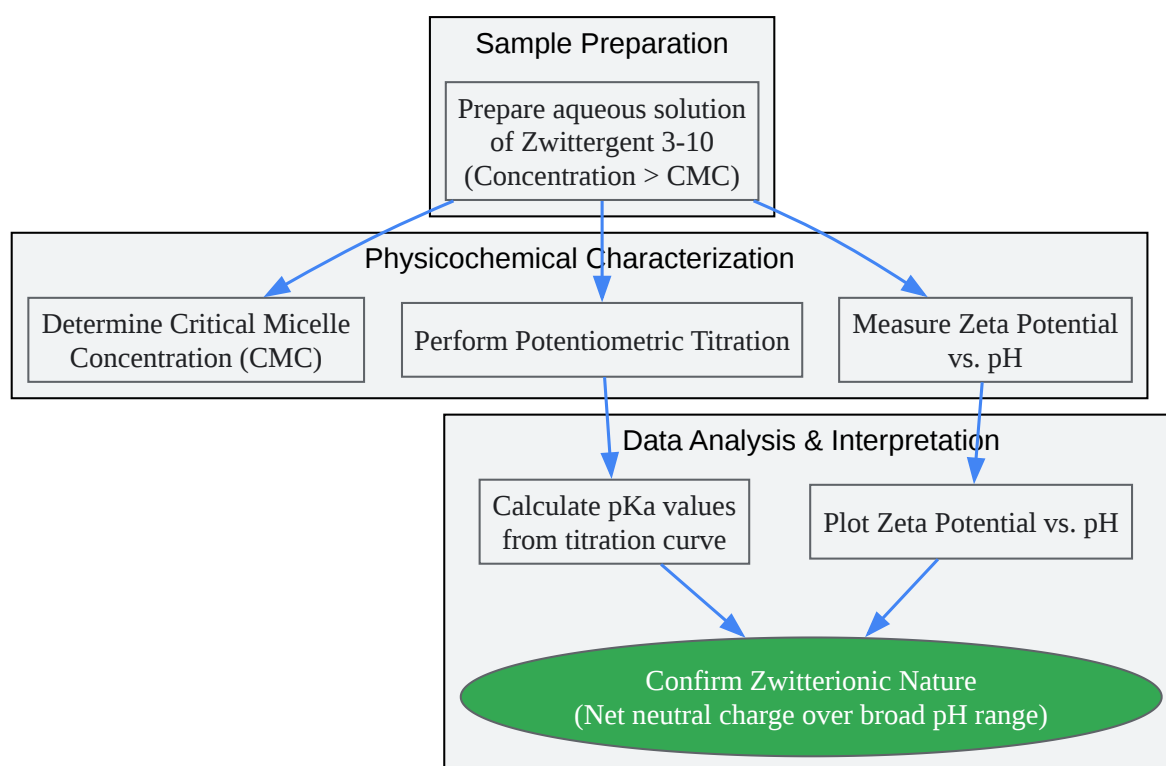 Sample Preparation
Prepare aqueous solution
of Zwittergent 3-10
(Concentration > CMC)
Physicochemical Characterization
Determine Critical Micelle
Concentration (CMC)
Perform Potentiometric Titration
Measure Zeta Potential
vs. pH
Data Analysis & Interpretation
Calculate pKa values
from titration curve
Plot Zeta Potential vs. pH
Confirm Zwitterionic Nature
(Net neutral charge over broad pH range)